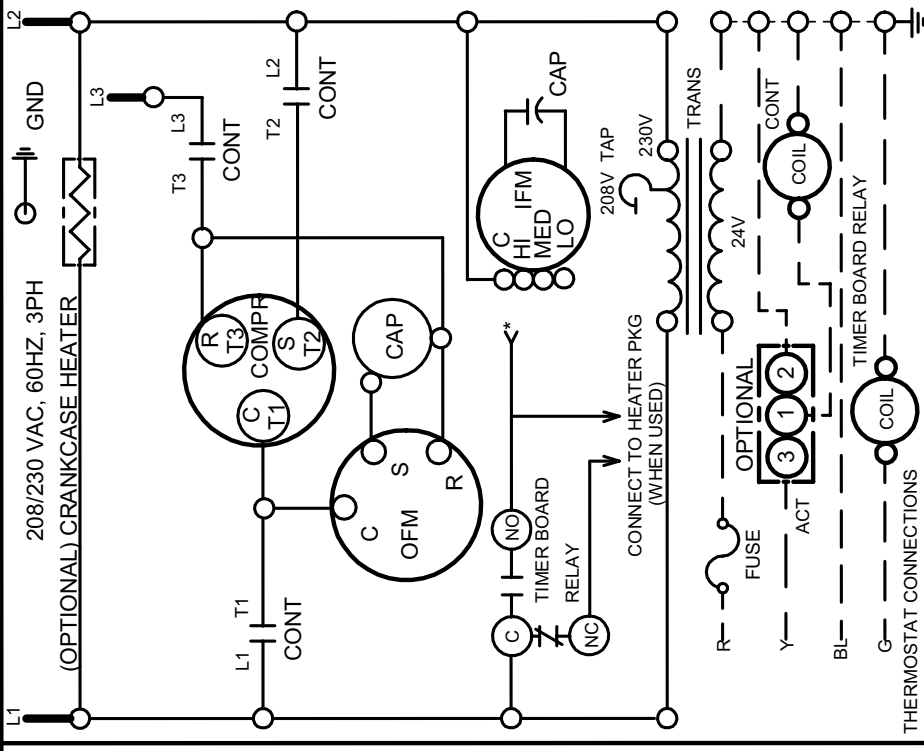 208/230 VAC, 60HZ, 3PH
GND
L1
L2
(OPTIONAL) CRANKCASE HEATER
L3
T3
L3
CONT
T2
L2
CONT
R
T3
COMPR
S
T2
C
T1
L1
T1
CONT
CAP
C
S
R
OFM
C
HI
MED
LO
IFM
CAP
C
NO
NC
TIMER BOARD
RELAY
*
CONNECT TO HEATER PKG
(WHEN USED)
208V TAP
230V
TRANS
24V
R
FUSE
OPTIONAL
Y
ACT
3
1
2
CONT
COIL
BL
TIMER BOARD RELAY
G
COIL
THERMOSTAT CONNECTIONS